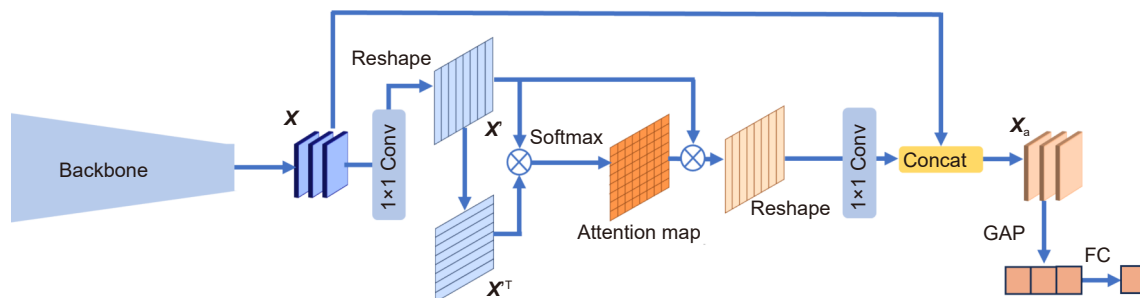 Backbone
X
1×1 Conv
Reshape
X'
X'ᵀ
Softmax
Attention map
Reshape
1×1 Conv
Concat
Xₐ
GAP
FC